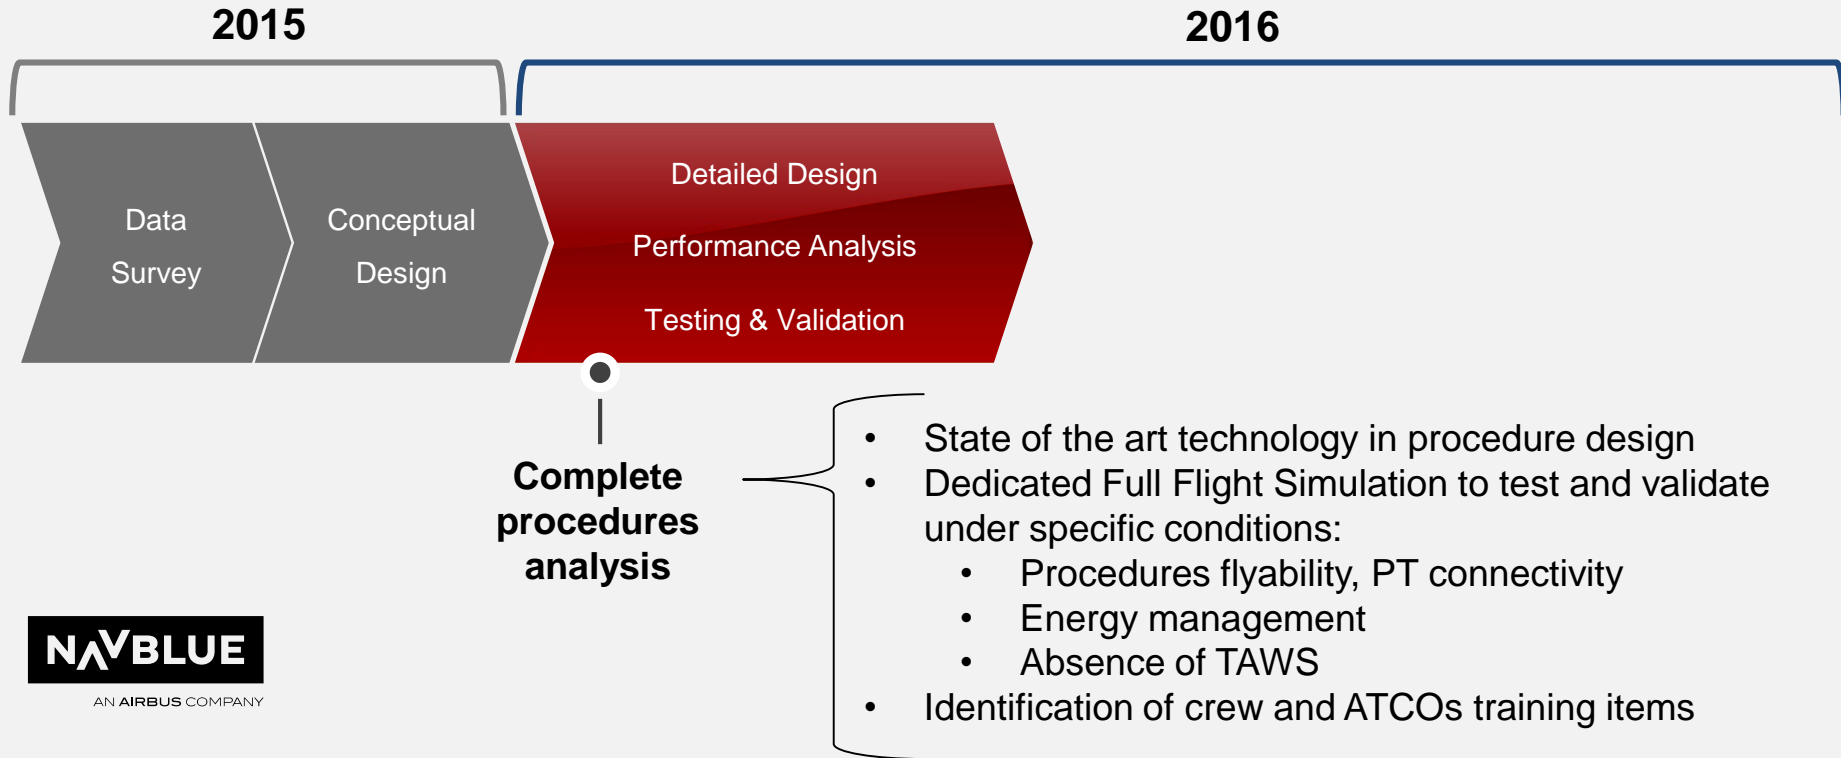 2015
2016
Data
Survey
Conceptual
Design
Detailed Design
Performance Analysis
Testing & Validation
Complete
procedures
analysis
• State of the art technology in procedure design
• Dedicated Full Flight Simulation to test and validate
under specific conditions:
• Procedures flyability, PT connectivity
• Energy management
• Absence of TAWS
• Identification of crew and ATCOs training items
NAVBLUE
AN AIRBUS COMPANY